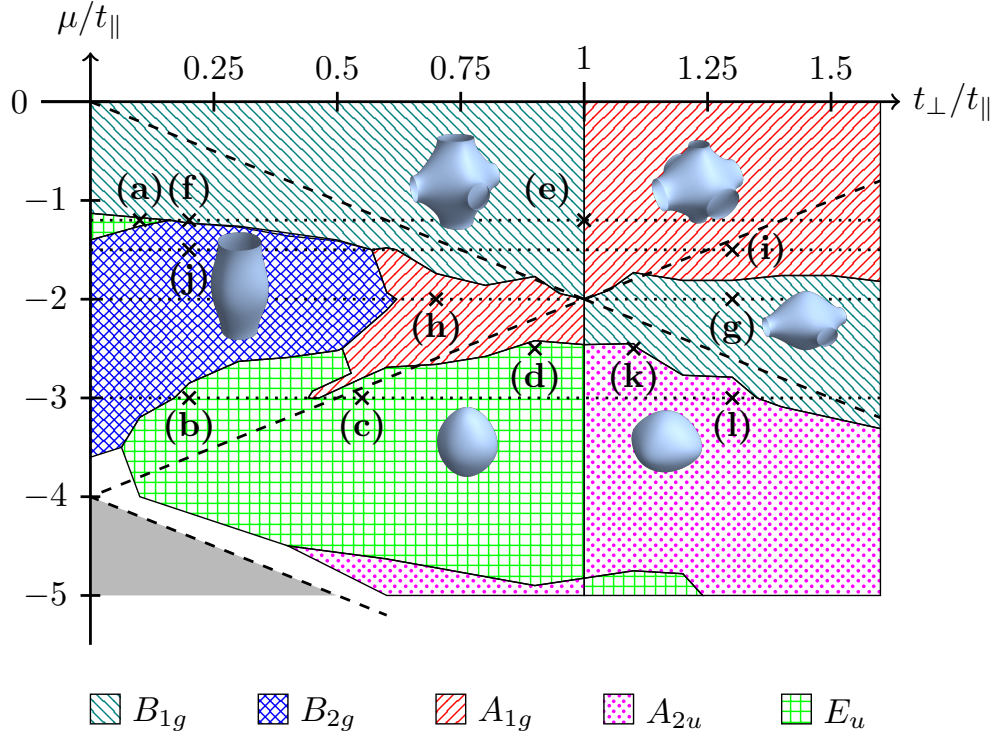 μ/t∥
0.25 0.5 0.75 1 1.25 1.5
0 t⊥/t∥
(a) (f) (e)
−1
(j) (i)
−2
(h) (g)
(d) (k)
−3
(b) (c) (l)
−4
−5
B1g B2g A1g A2u Eu